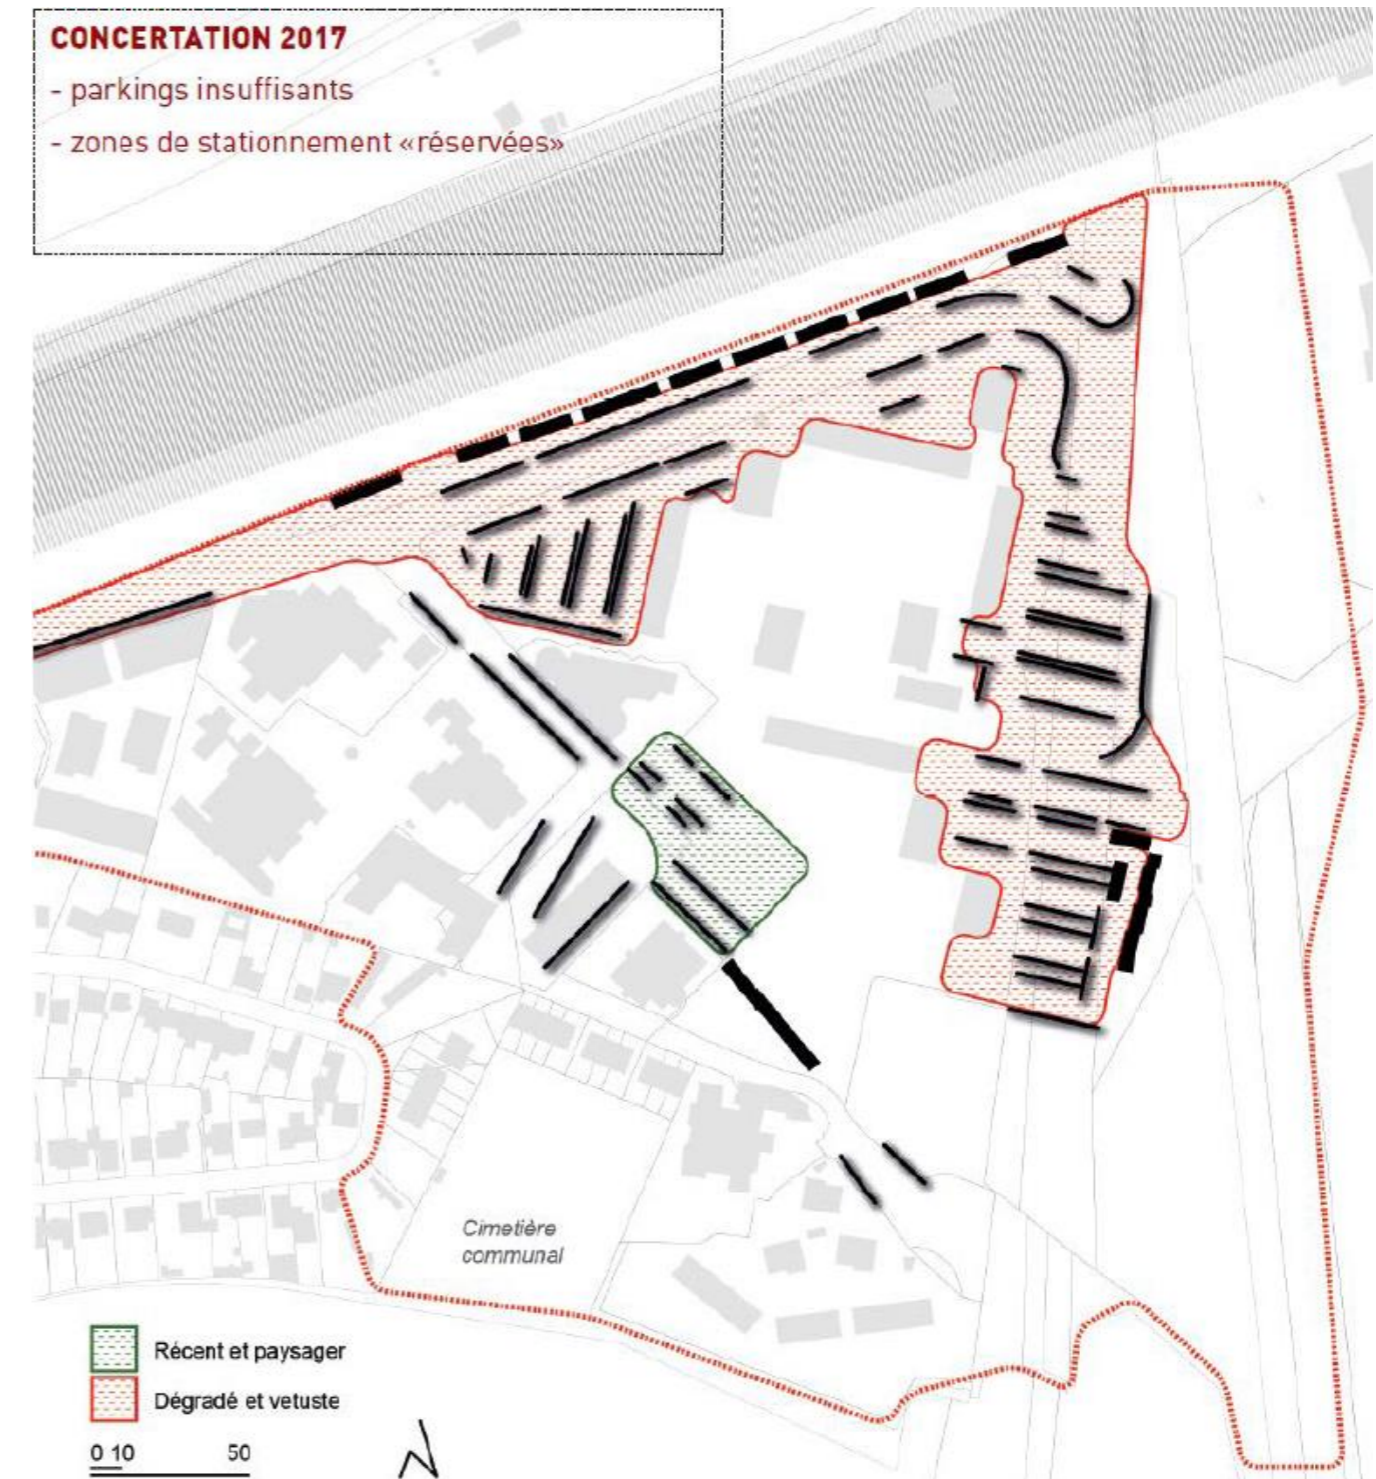 CONCERTATION 2017
- parkings insuffisants
- zones de stationnement «réservées»
Cimetière
communal
Récent et paysager
Dégradé et vetuste
0 10 50
N